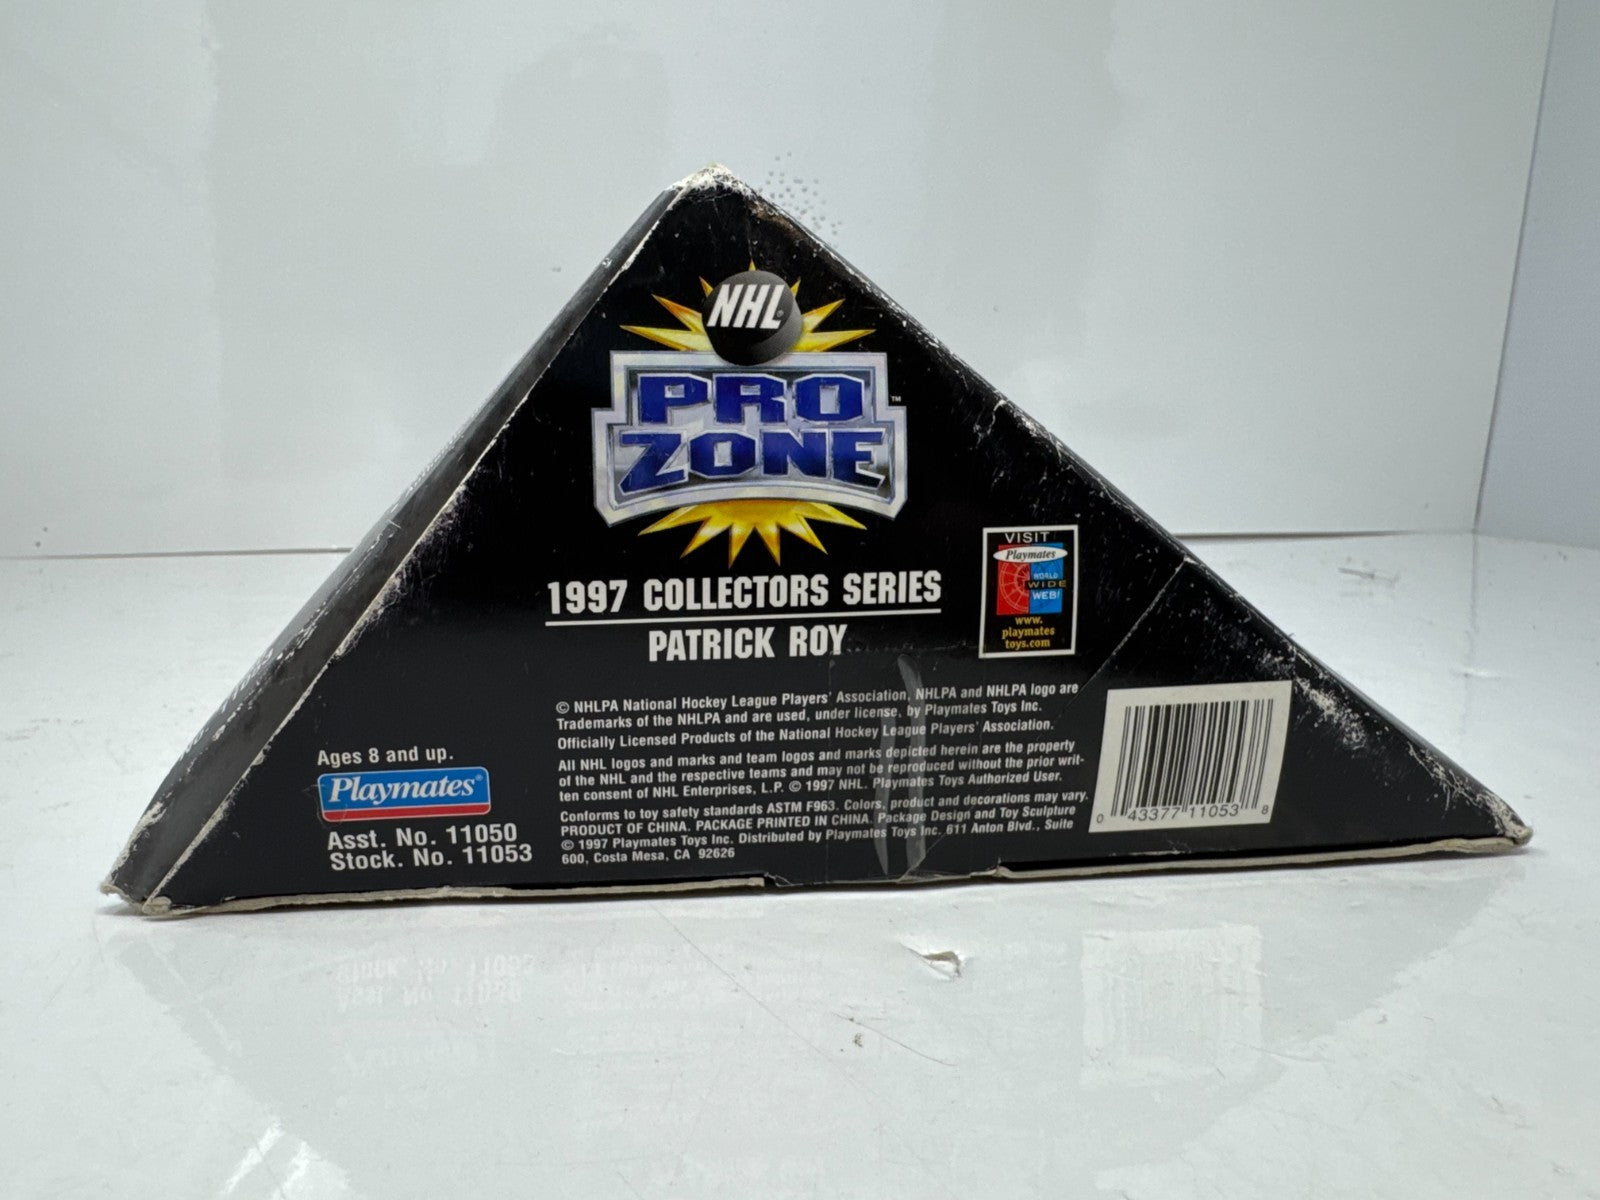 NHL
PRO
ZONE™
1997 COLLECTORS SERIES
PATRICK ROY
VISIT
Playmates
WORLD
WIDE
WEB!
www.
playmates
toys.com
© NHLPA National Hockey League Players' Association, NHLPA and NHLPA logo are
Trademarks of the NHLPA and are used, under license, by Playmates Toys Inc.
Officially Licensed Products of the National Hockey League Players' Association.
All NHL logos and marks and team logos and marks depicted herein are the property
of the NHL and the respective teams and may not be reproduced without the prior writ-
ten consent of NHL Enterprises, L.P. © 1997 NHL. Playmates Toys Authorized User.
Conforms to toy safety standards ASTM F963. Colors, product and decorations may vary.
PRODUCT OF CHINA. PACKAGE PRINTED IN CHINA. Package Design and Toy Sculpture
© 1997 Playmates Toys Inc. Distributed by Playmates Toys Inc. 611 Anton Blvd., Suite
600, Costa Mesa, CA 92626
Ages 8 and up.
Playmates®
Asst. No. 11050
Stock. No. 11053
0 43377 11053 8